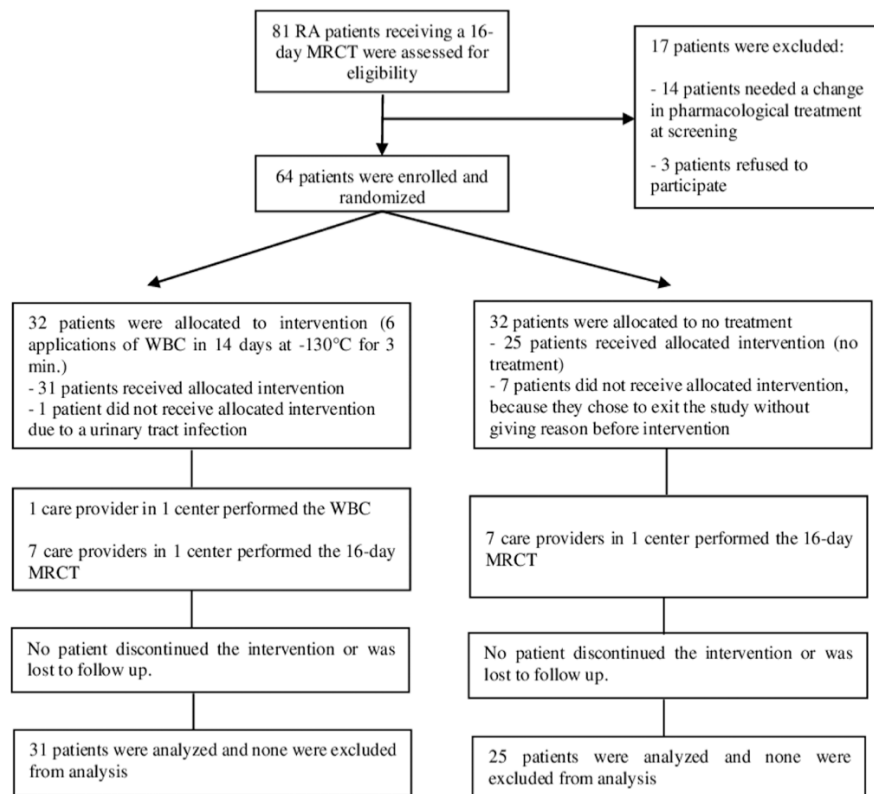 81 RA patients receiving a 16-
day MRCT were assessed for
eligibility
17 patients were excluded:
- 14 patients needed a change
in pharmacological treatment
at screening
- 3 patients refused to
participate
64 patients were enrolled and
randomized
32 patients were allocated to intervention (6
applications of WBC in 14 days at -130°C for 3
min.)
- 31 patients received allocated intervention
- 1 patient did not receive allocated intervention
due to a urinary tract infection
32 patients were allocated to no treatment
- 25 patients received allocated intervention (no
treatment)
- 7 patients did not receive allocated intervention,
because they chose to exit the study without
giving reason before intervention
1 care provider in 1 center performed the WBC
7 care providers in 1 center performed the 16-day
MRCT
7 care providers in 1 center performed the 16-day
MRCT
No patient discontinued the intervention or was
lost to follow up.
No patient discontinued the intervention or was
lost to follow up.
31 patients were analyzed and none were excluded
from analysis
25 patients were analyzed and none were
excluded from analysis